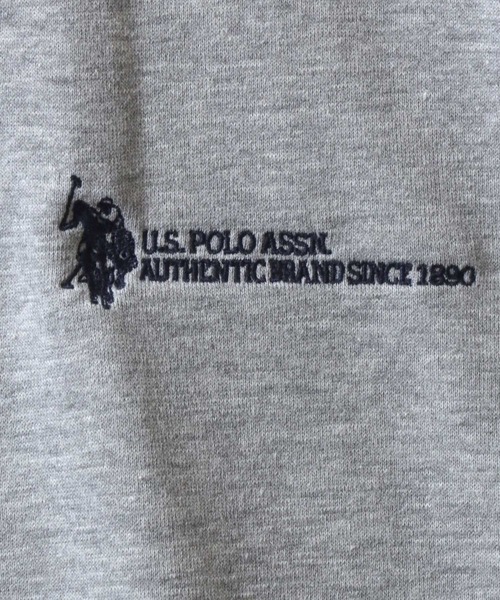 U.S. POLO ASSN.
AUTHENTIC BRAND SINCE 1890